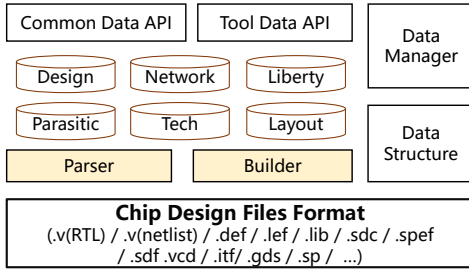 Common Data API
Tool Data API
Data
Manager
Design
Network
Liberty
Parasitic
Tech
Layout
Data
Structure
Parser
Builder
Chip Design Files Format
(.v(RTL) / .v(netlist) / .def / .lef / .lib / .sdc / .spef
/ .sdf .vcd / .itf/ .gds / .sp / ...)